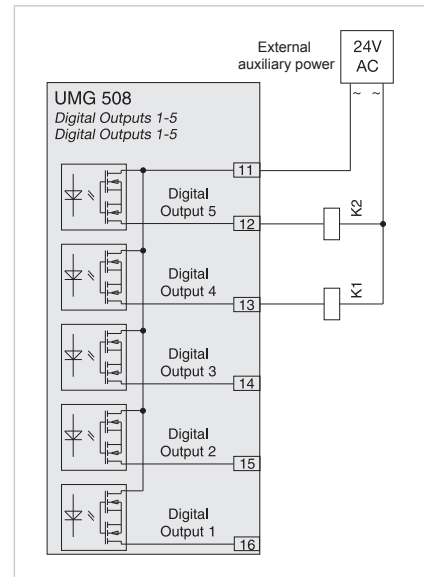 External
auxiliary power
24V
AC
~ ~
UMG 508
Digital Outputs 1-5
Digital Outputs 1-5
11
Digital
Output 5
12
K2
Digital
Output 4
13
K1
Digital
Output 3
14
Digital
Output 2
15
Digital
Output 1
16